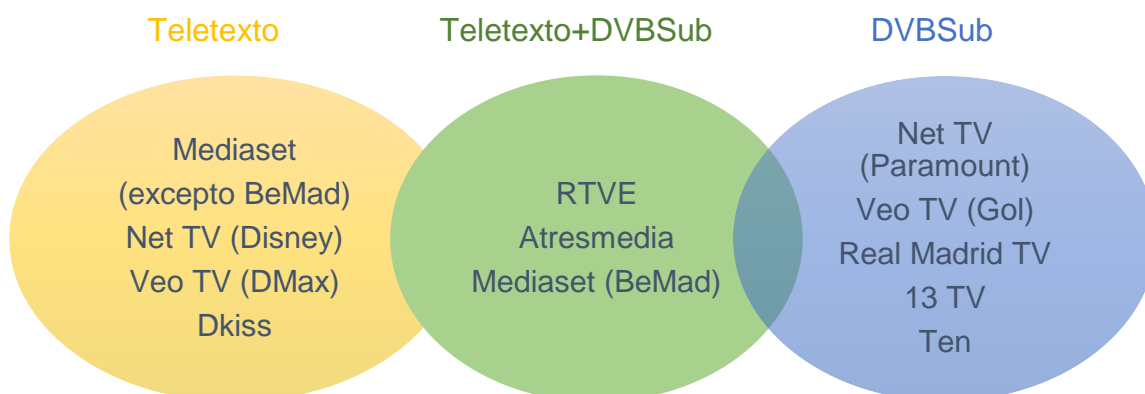 Teletexto
Teletexto+DVBSub
DVBSub
Mediaset
(excepto BeMad)
Net TV (Disney)
Veo TV (DMax)
Dkiss
RTVE
Atresmedia
Mediaset (BeMad)
Net TV
(Paramount)
Veo TV (Gol)
Real Madrid TV
13 TV
Ten